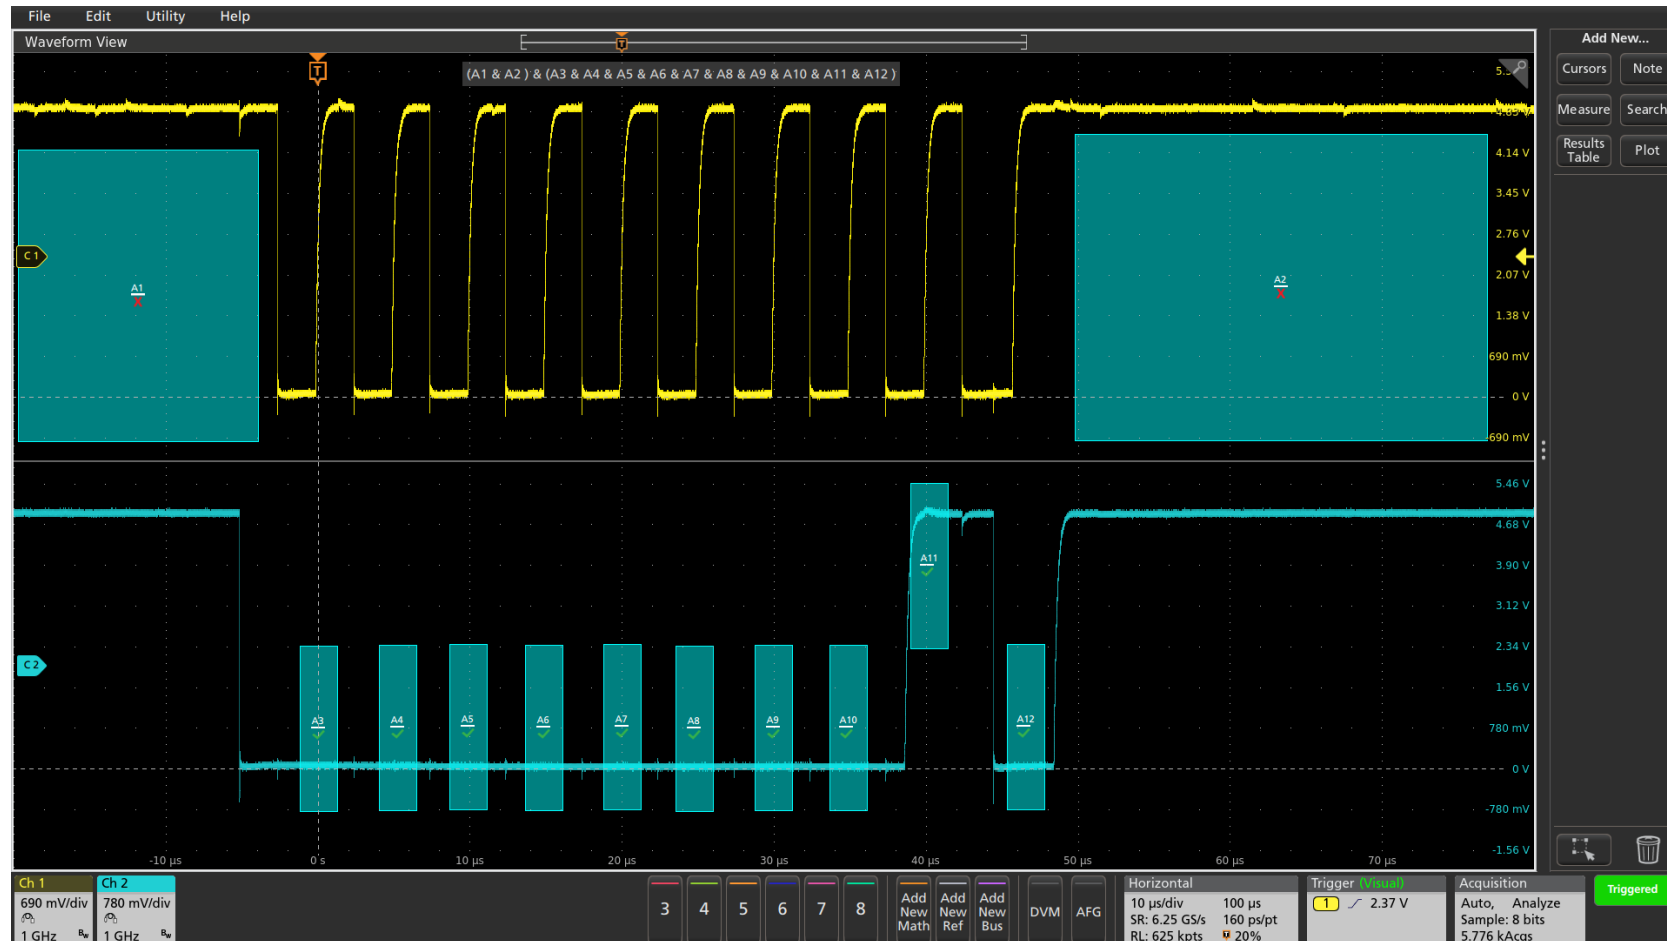 File Edit Utility Help
Waveform View
Add New...
Cursors Note
Measure Search
Results Table Plot
T
T
(A1 & A2 ) & (A3 & A4 & A5 & A6 & A7 & A8 & A9 & A10 & A11 & A12 )
4.14 V
3.45 V
2.76 V
2.07 V
1.38 V
690 mV
0 V
-690 mV
C 1
A1
X
A2
X
5.46 V
4.68 V
3.90 V
3.12 V
2.34 V
1.56 V
780 mV
0 V
-780 mV
-1.56 V
C 2
A11
A3 A4 A5 A6 A7 A8 A9 A10 A12
-10 µs 0 s 10 µs 20 µs 30 µs 40 µs 50 µs 60 µs 70 µs
Ch 1
690 mV/div
1 GHz Bw
Ch 2
780 mV/div
1 GHz Bw
3 4 5 6 7 8
Add New Math
Add New Ref
Add New Bus
DVM
AFG
Horizontal
10 µs/div 100 µs
SR: 6.25 GS/s 160 ps/pt
RL: 625 kpts 20%
Trigger (Visual)
1 2.37 V
Acquisition
Auto, Analyze
Sample: 8 bits
5.776 kAcqs
Triggered